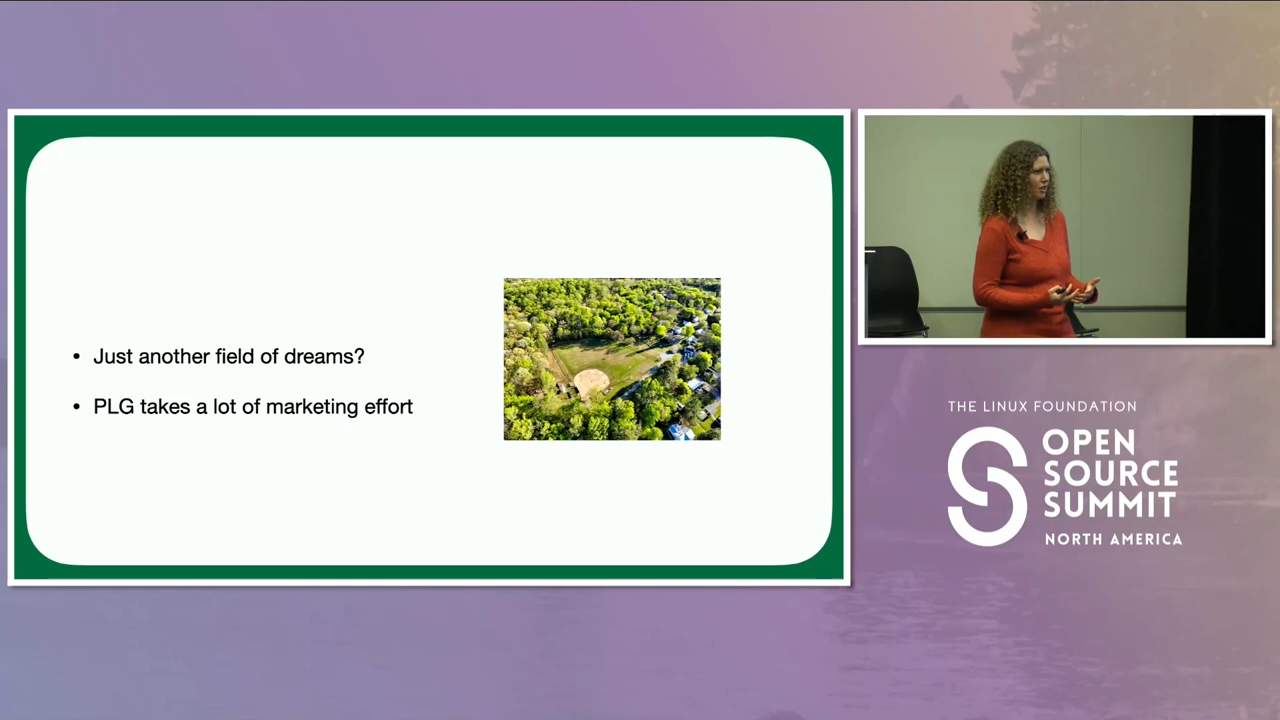 • Just another field of dreams?
• PLG takes a lot of marketing effort
THE LINUX FOUNDATION
OPEN
SOURCE
SUMMIT
NORTH AMERICA